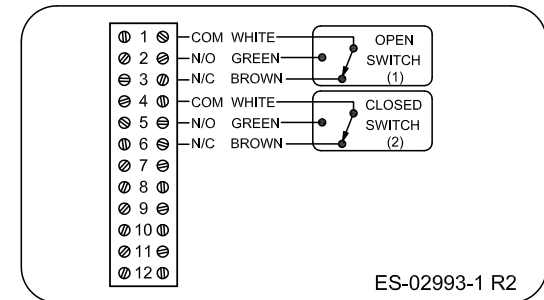 1 COM WHITE OPEN
2 N/O GREEN SWITCH
3 N/C BROWN (1)
4 COM WHITE CLOSED
5 N/O GREEN SWITCH
6 N/C BROWN (2)
7
8
9
10
11
12
ES-02993-1 R2